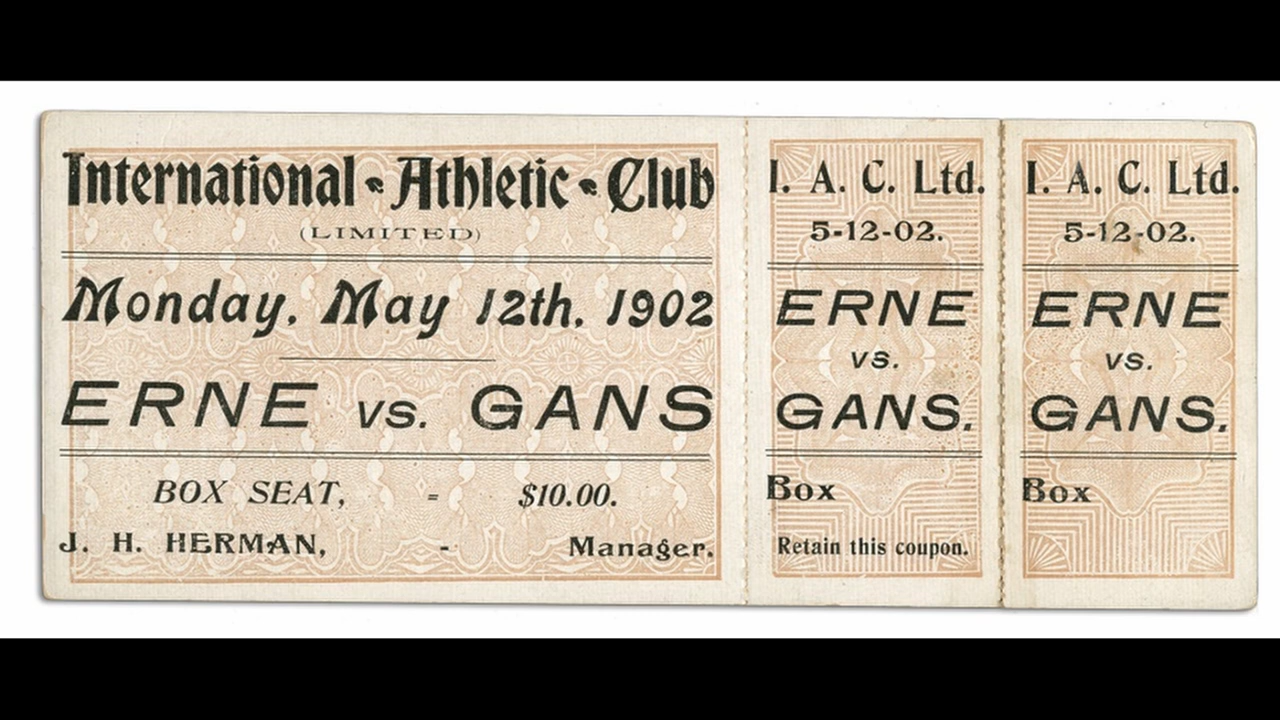 International - Athletic - Club
(LIMITED)
Monday, May 12th, 1902
ERNE vs. GANS
BOX SEAT, = $10.00.
J. H. HERMAN, - Manager.
I. A. C. Ltd.
5-12-02.
ERNE
vs.
GANS.
Box
Retain this coupon.
I. A. C. Ltd.
5-12-02.
ERNE
vs.
GANS.
Box